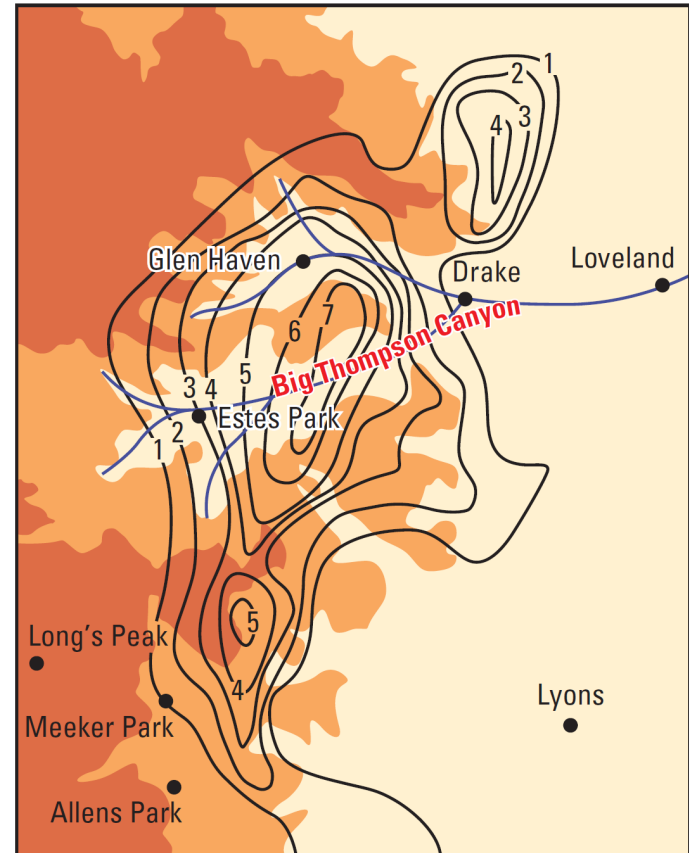 1
2
3
4
Glen Haven
Drake
Loveland
6
7
5
Big Thompson Canyon
3
4
Estes Park
2
1
5
Long's Peak
4
Meeker Park
Lyons
Allens Park